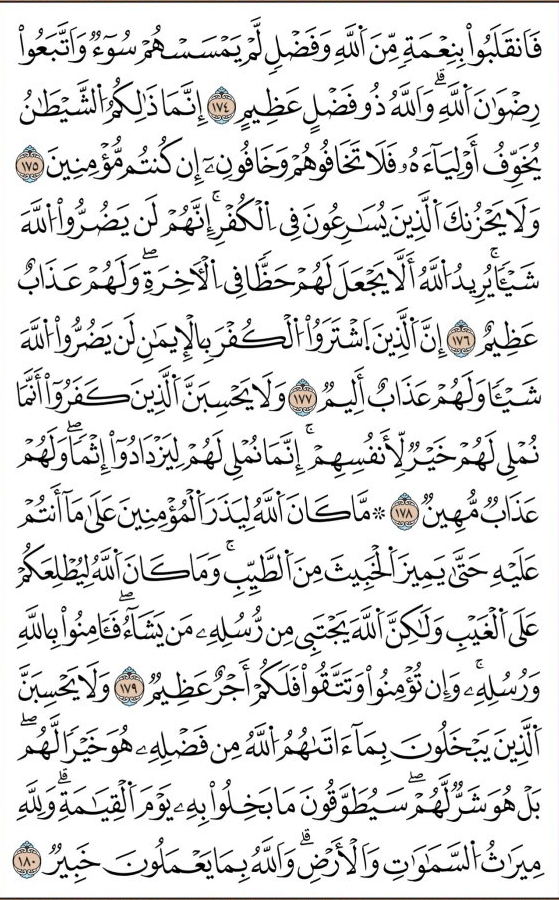 فَٱنقَلَبُوا۟ بِنِعْمَةٍ مِّنَ ٱللَّهِ وَفَضْلٍ لَّمْ يَمْسَسْهُمْ سُوٓءٌ وَٱتَّبَعُوا۟
رِضْوَٰنَ ٱللَّهِ ۗ وَٱللَّهُ ذُو فَضْلٍ عَظِيمٍ ١٧٤ إِنَّمَا ذَٰلِكُمُ ٱلشَّيْطَٰنُ
يُخَوِّفُ أَوْلِيَآءَهُۥ فَلَا تَخَافُوهُمْ وَخَافُونِۦٓ إِن كُنتُم مُّؤْمِنِينَ ١٧٥
وَلَا يَحْزُنكَ ٱلَّذِينَ يُسَٰرِعُونَ فِى ٱلْكُفْرِ ۚ إِنَّهُمْ لَن يَضُرُّوا۟ ٱللَّهَ
شَيْـًٔا ۚ يُرِيدُ ٱللَّهُ أَلَّا يَجْعَلَ لَهُمْ حَظًّا فِى ٱلْـَٔاخِرَةِ ۖ وَلَهُمْ عَذَابٌ
عَظِيمٌ ١٧٦ إِنَّ ٱلَّذِينَ ٱشْتَرَوُا۟ ٱلْكُفْرَ بِٱلْإِيمَٰنِ لَن يَضُرُّوا۟ ٱللَّهَ
شَيْـًٔا وَلَهُمْ عَذَابٌ أَلِيمٌ ١٧٧ وَلَا يَحْسِبَنَّ ٱلَّذِينَ كَفَرُوٓا۟ أَنَّمَا
نُمْلِى لَهُمْ خَيْرٌ لِّأَنفُسِهِمْ ۚ إِنَّمَا نُمْلِى لَهُمْ لِيَزْدَادُوٓا۟ إِثْمًا ۖ وَلَهُمْ
عَذَابٌ مُّهِينٌ ١٧٨ ۞ مَّا كَانَ ٱللَّهُ لِيَذَرَ ٱلْمُؤْمِنِينَ عَلَىٰ مَآ أَنتُمْ
عَلَيْهِ حَتَّىٰ يَمِيزَ ٱلْخَبِيثَ مِنَ ٱلطَّيِّبِ ۚ وَمَا كَانَ ٱللَّهُ لِيُطْلِعَكُمْ
عَلَى ٱلْغَيْبِ وَلَٰكِنَّ ٱللَّهَ يَجْتَبِى مِن رُّسُلِهِۦ مَن يَشَآءُ ۖ فَـَٔامِنُوا۟ بِٱللَّهِ
وَرُسُلِهِۦ ۚ وَإِن تُؤْمِنُوا۟ وَتَتَّقُوا۟ فَلَكُمْ أَجْرٌ عَظِيمٌ ١٧٩ وَلَا يَحْسِبَنَّ
ٱلَّذِينَ يَبْخَلُونَ بِمَآ ءَاتَىٰهُمُ ٱللَّهُ مِن فَضْلِهِۦ هُوَ خَيْرًا لَّهُم ۖ
بَلْ هُوَ شَرٌّ لَّهُمْ ۖ سَيُطَوَّقُونَ مَا بَخِلُوا۟ بِهِۦ يَوْمَ ٱلْقِيَٰمَةِ ۗ وَلِلَّهِ
مِيرَٰثُ ٱلسَّمَٰوَٰتِ وَٱلْأَرْضِ ۗ وَٱللَّهُ بِمَا يَعْمَلُونَ خَبِيرٌ ١٨٠